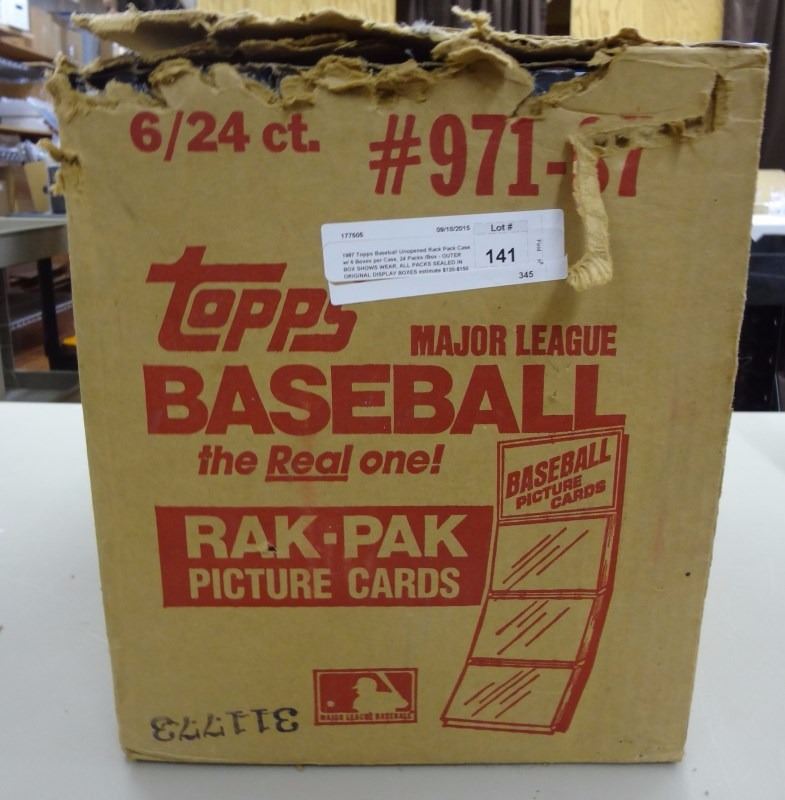 6/24 ct.
#971-87
177505 09/15/2015 Lot #
1987 Topps Baseball Unopened Rack Pack Case
w/ 6 Boxes per Case, 24 Packs /Box - OUTER
BOX SHOWS WEAR, ALL PACKS SEALED IN
ORIGINAL DISPLAY BOXES estimate $120-$150
141
345
Topps
MAJOR LEAGUE
BASEBALL
the Real one!
BASEBALL
PICTURE
CARDS
RAK-PAK
PICTURE CARDS
MAJOR LEAGUE BASEBALL
311773